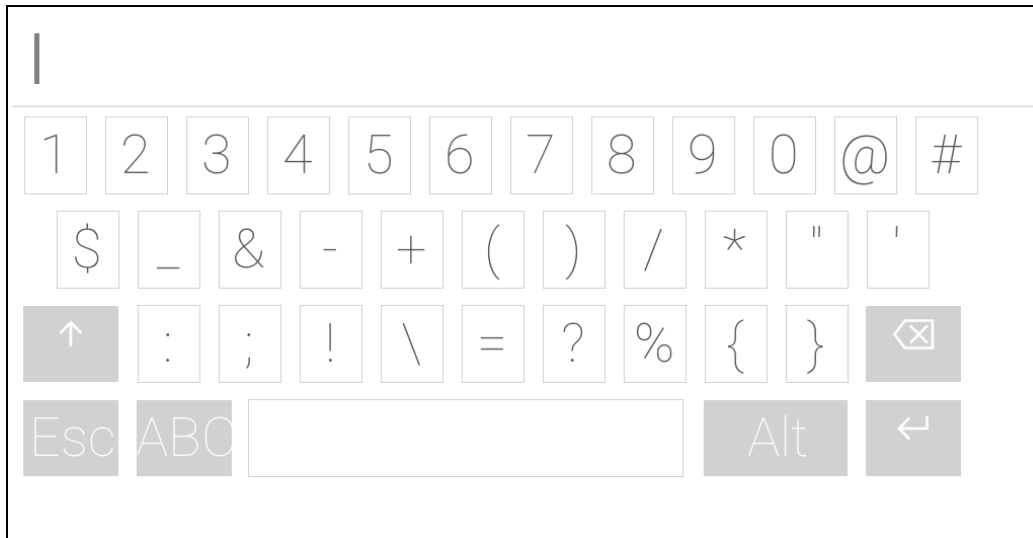 1 2 3 4 5 6 7 8 9 0 @ #
$ _ & - + ( ) / * " '
: ; ! \ = ? % { }
Esc ABC Alt